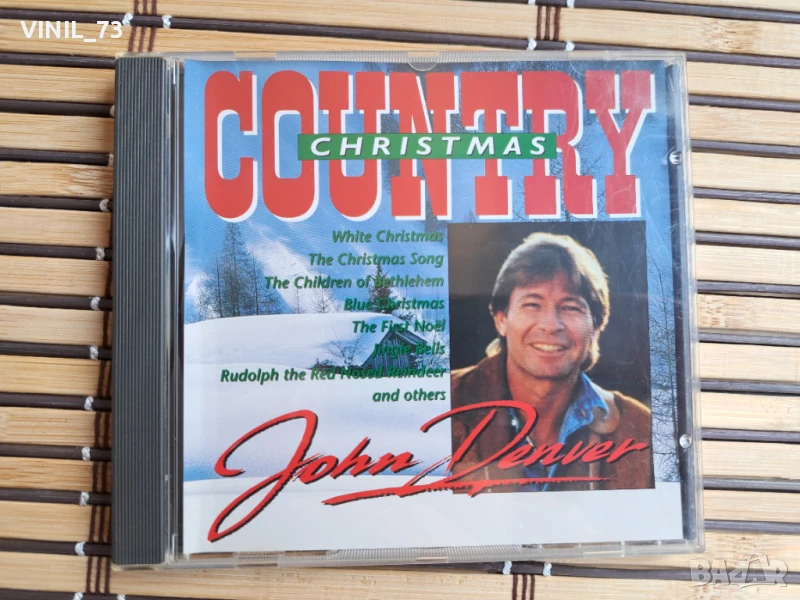 VINIL_73
COUNTRY
CHRISTMAS
White Christmas
The Christmas Song
The Children of Bethlehem
Blue Christmas
The First Noël
Jingle Bells
Rudolph the Red Nosed Reindeer
and others
John Denver
BAZAR